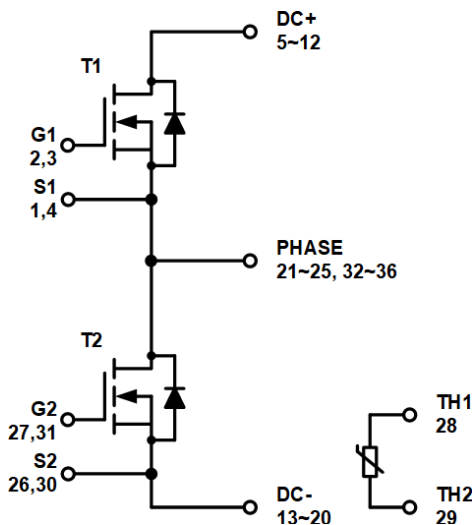 DC+
5~12
T1
G1
2,3
S1
1,4
PHASE
21~25, 32~36
T2
G2
27,31
S2
26,30
TH1
28
DC-
13~20
TH2
29